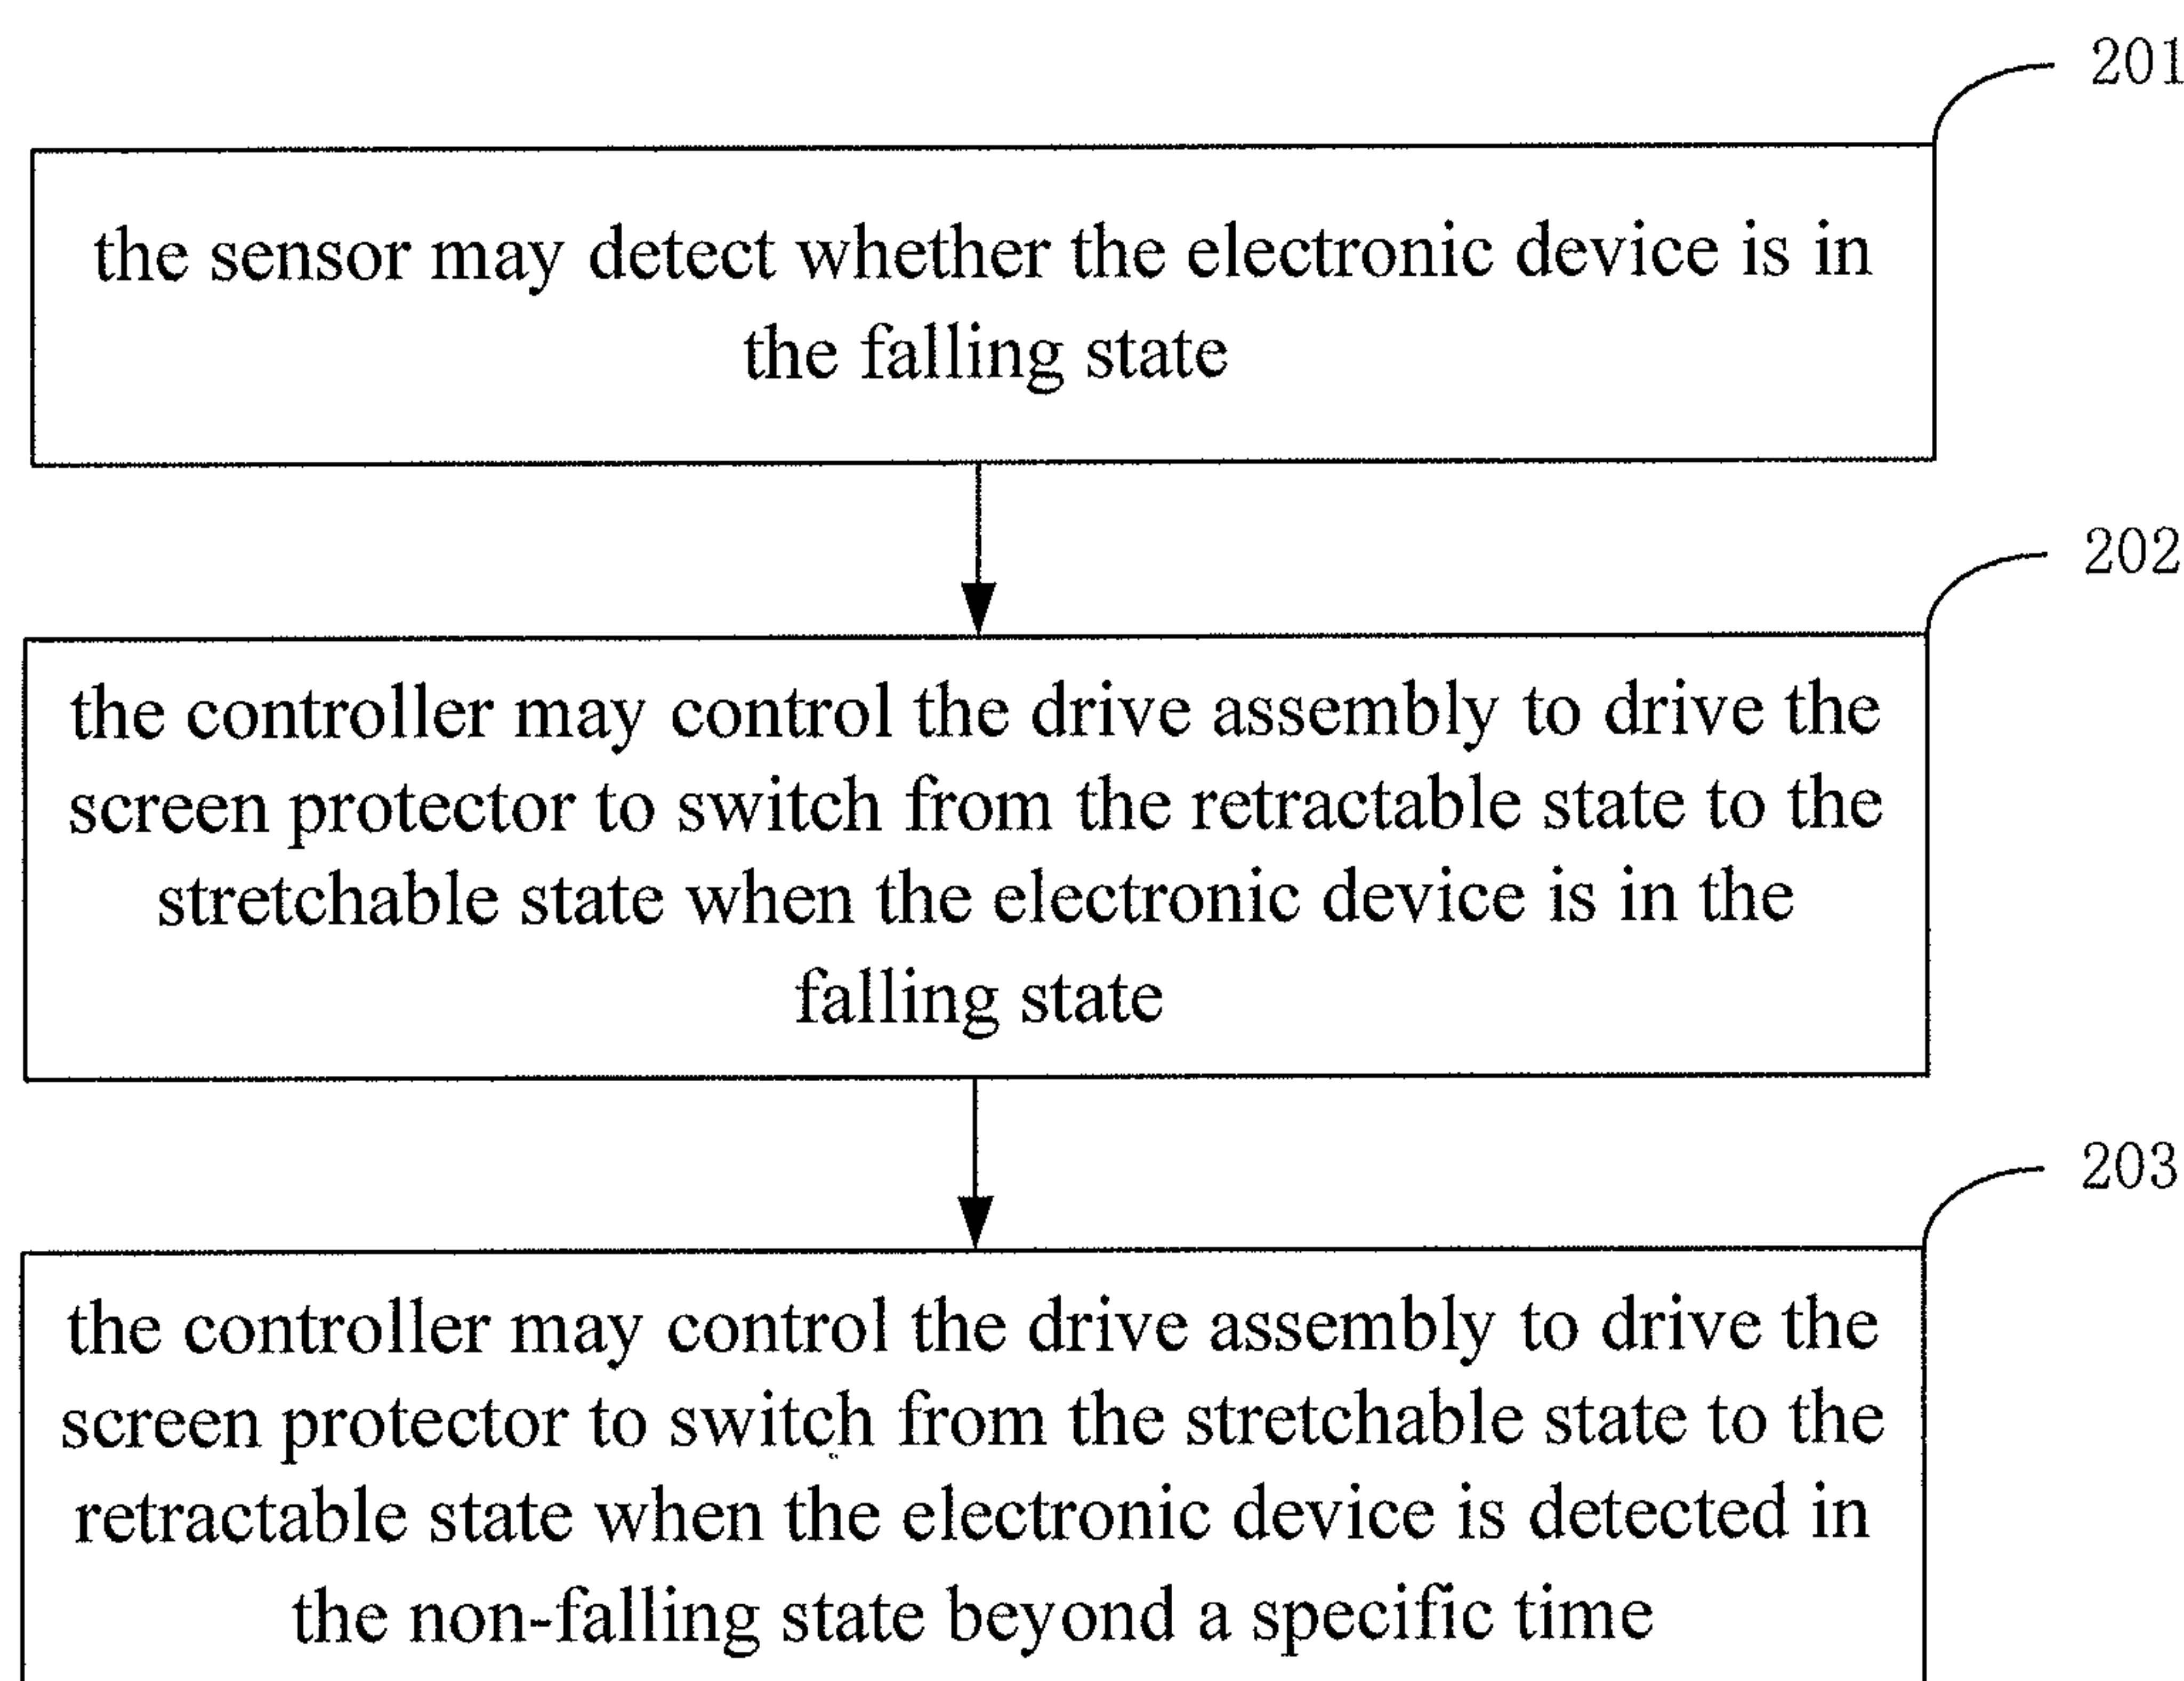 201
the sensor may detect whether the electronic device is in
the falling state
202
the controller may control the drive assembly to drive the
screen protector to switch from the retractable state to the
stretchable state when the electronic device is in the
falling state
203
the controller may control the drive assembly to drive the
screen protector to switch from the stretchable state to the
retractable state when the electronic device is detected in
the non-falling state beyond a specific time